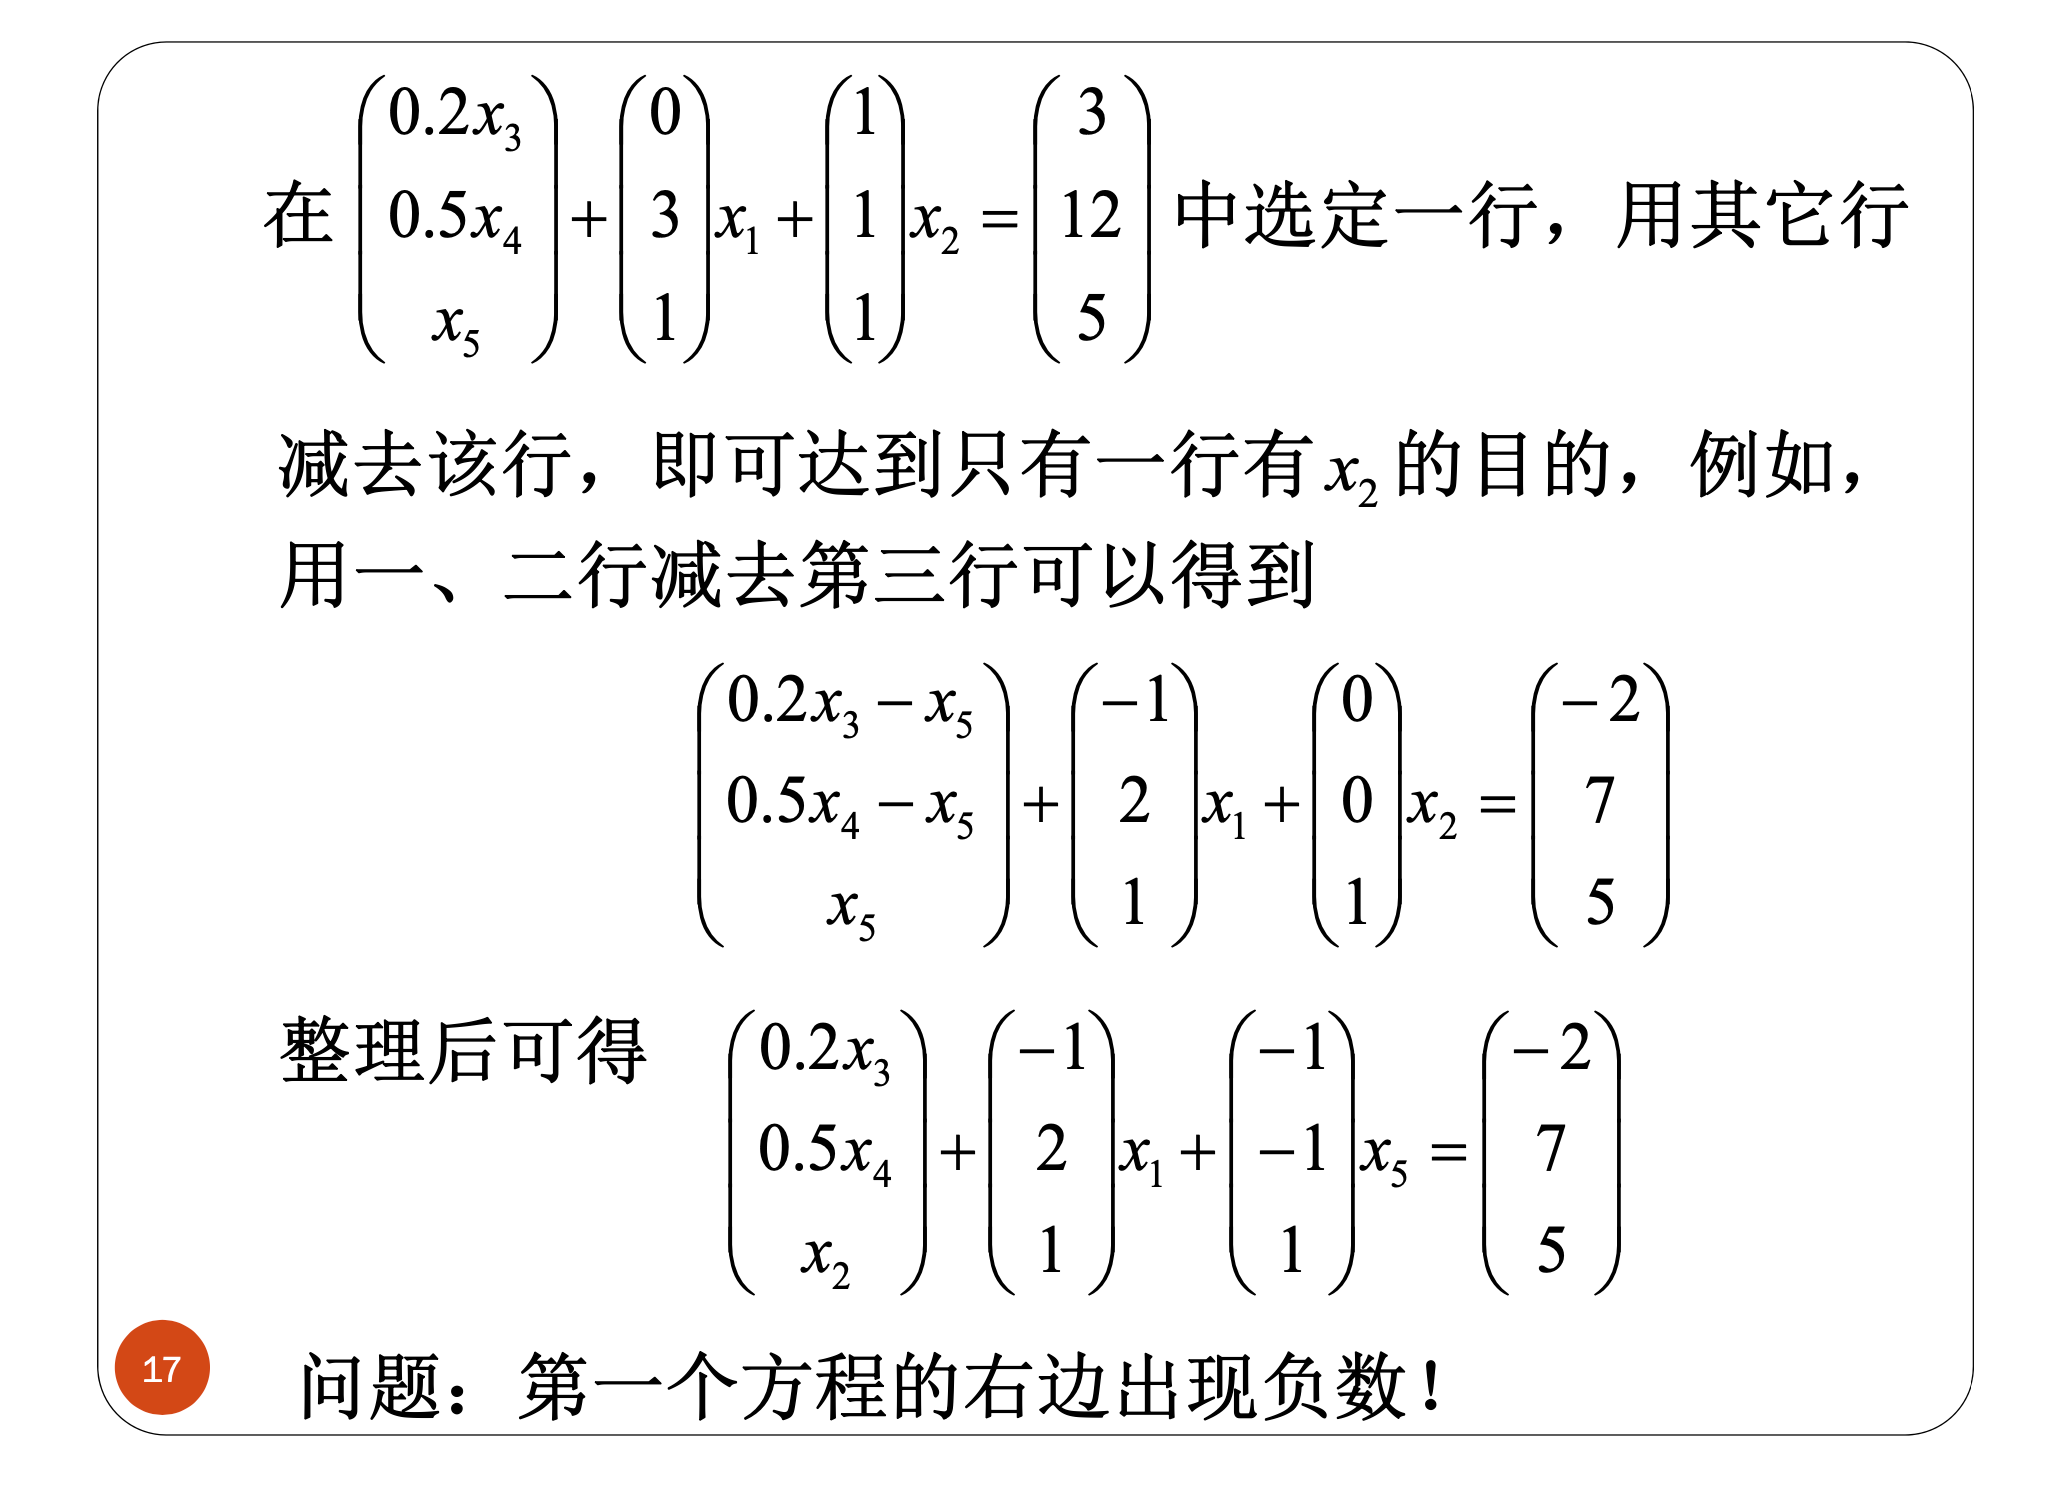 在 $\begin{pmatrix} 0.2x_3 \\ 0.5x_4 \\ x_5 \end{pmatrix} + \begin{pmatrix} 0 \\ 3 \\ 1 \end{pmatrix} x_1 + \begin{pmatrix} 1 \\ 1 \\ 1 \end{pmatrix} x_2 = \begin{pmatrix} 3 \\ 12 \\ 5 \end{pmatrix}$ 中选定一行，用其它行
减去该行，即可达到只有一行有 $x_2$ 的目的，例如，
用一、二行减去第三行可以得到
$\begin{pmatrix} 0.2x_3 - x_5 \\ 0.5x_4 - x_5 \\ x_5 \end{pmatrix} + \begin{pmatrix} -1 \\ 2 \\ 1 \end{pmatrix} x_1 + \begin{pmatrix} 0 \\ 0 \\ 1 \end{pmatrix} x_2 = \begin{pmatrix} -2 \\ 7 \\ 5 \end{pmatrix}$
整理后可得 $\begin{pmatrix} 0.2x_3 \\ 0.5x_4 \\ x_2 \end{pmatrix} + \begin{pmatrix} -1 \\ 2 \\ 1 \end{pmatrix} x_1 + \begin{pmatrix} -1 \\ -1 \\ 1 \end{pmatrix} x_5 = \begin{pmatrix} -2 \\ 7 \\ 5 \end{pmatrix}$
问题：第一个方程的右边出现负数！
17